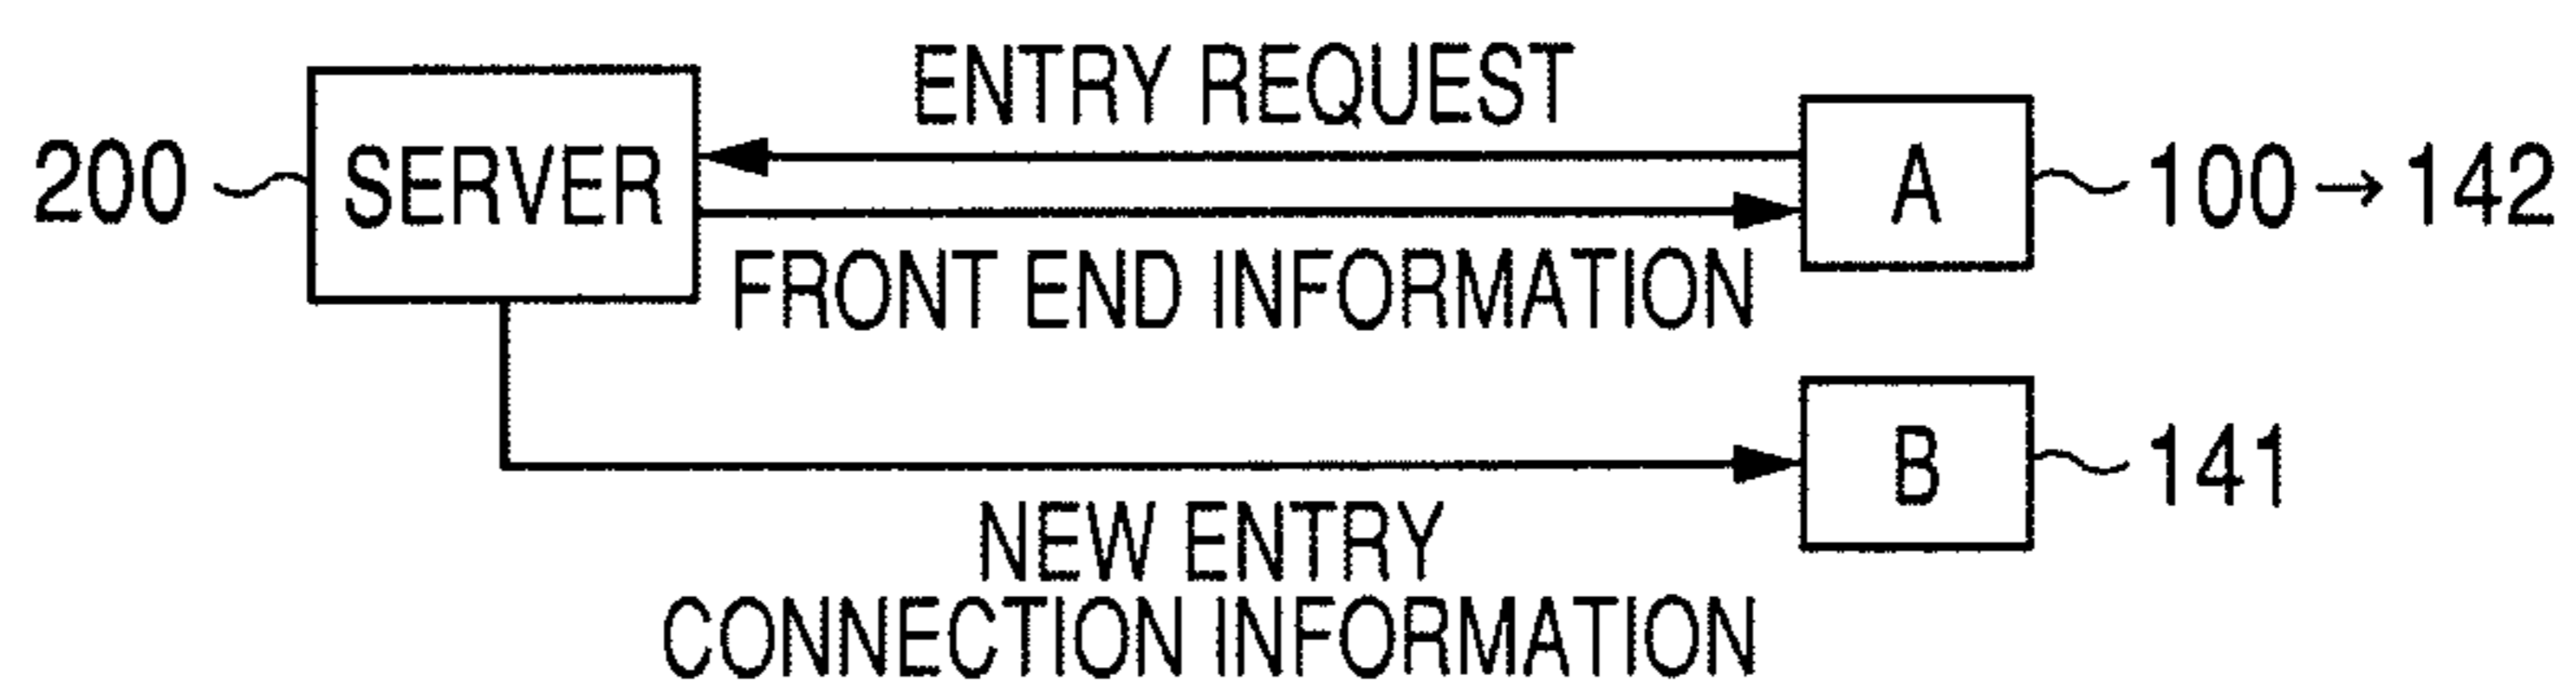 ENTRY REQUEST
200 SERVER A 100→142
FRONT END INFORMATION
B 141
NEW ENTRY
CONNECTION INFORMATION